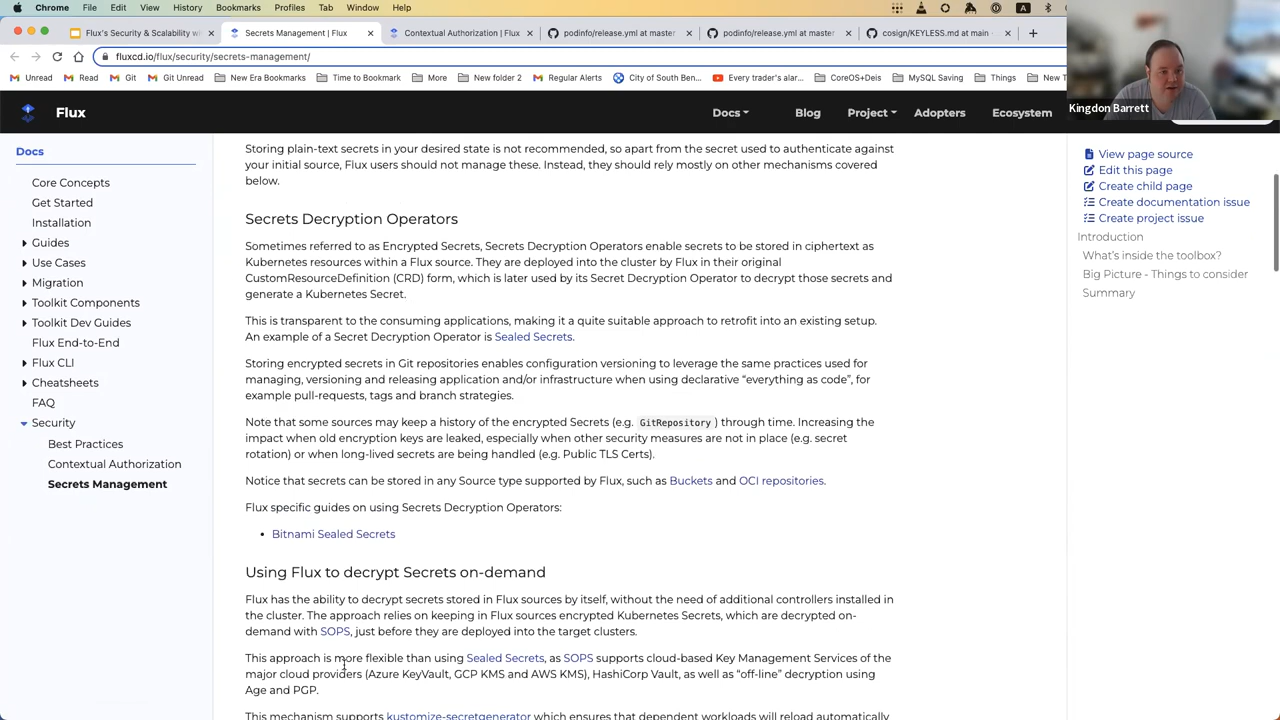 Chrome File Edit View History Bookmarks Profiles Tab Window Help
Flux's Security & Scalability wi
Secrets Management | Flux
Contextual Authorization | Flux
podinfo/release.yml at master
podinfo/release.yml at master
cosign/KEYLESS.md at main
fluxcd.io/flux/security/secrets-management/
Unread Read Git Git Unread New Era Bookmarks Time to Bookmark More New folder 2 Regular Alerts City of South Ben... Every trader's alar... CoreOS+Deis MySQL Saving Things New T
Kingdon Barrett
Flux Docs Blog Project Adopters Ecosystem
Docs
Core Concepts
Get Started
Installation
Guides
Use Cases
Migration
Toolkit Components
Toolkit Dev Guides
Flux End-to-End
Flux CLI
Cheatsheets
FAQ
Security
Best Practices
Contextual Authorization
Secrets Management
Storing plain-text secrets in your desired state is not recommended, so apart from the secret used to authenticate against
your initial source, Flux users should not manage these. Instead, they should rely mostly on other mechanisms covered
below.
Secrets Decryption Operators
Sometimes referred to as Encrypted Secrets, Secrets Decryption Operators enable secrets to be stored in ciphertext as
Kubernetes resources within a Flux source. They are deployed into the cluster by Flux in their original
CustomResourceDefinition (CRD) form, which is later used by its Secret Decryption Operator to decrypt those secrets and
generate a Kubernetes Secret.
This is transparent to the consuming applications, making it a quite suitable approach to retrofit into an existing setup.
An example of a Secret Decryption Operator is Sealed Secrets.
Storing encrypted secrets in Git repositories enables configuration versioning to leverage the same practices used for
managing, versioning and releasing application and/or infrastructure when using declarative “everything as code”, for
example pull-requests, tags and branch strategies.
Note that some sources may keep a history of the encrypted Secrets (e.g. GitRepository ) through time. Increasing the
impact when old encryption keys are leaked, especially when other security measures are not in place (e.g. secret
rotation) or when long-lived secrets are being handled (e.g. Public TLS Certs).
Notice that secrets can be stored in any Source type supported by Flux, such as Buckets and OCI repositories.
Flux specific guides on using Secrets Decryption Operators:
• Bitnami Sealed Secrets
Using Flux to decrypt Secrets on-demand
Flux has the ability to decrypt secrets stored in Flux sources by itself, without the need of additional controllers installed in
the cluster. The approach relies on keeping in Flux sources encrypted Kubernetes Secrets, which are decrypted on-
demand with SOPS, just before they are deployed into the target clusters.
This approach is more flexible than using Sealed Secrets, as SOPS supports cloud-based Key Management Services of the
major cloud providers (Azure KeyVault, GCP KMS and AWS KMS), HashiCorp Vault, as well as “off-line” decryption using
Age and PGP.
This mechanism supports kustomize-secretgenerator which ensures that dependent workloads will reload automatically
View page source
Edit this page
Create child page
Create documentation issue
Create project issue
Introduction
What’s inside the toolbox?
Big Picture - Things to consider
Summary